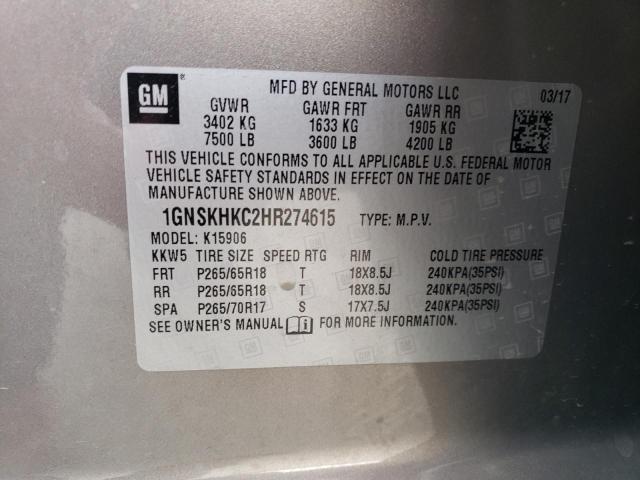 GM
MFD BY GENERAL MOTORS LLC
03/17
GVWR GAWR FRT GAWR RR
3402 KG 1633 KG 1905 KG
7500 LB 3600 LB 4200 LB
THIS VEHICLE CONFORMS TO ALL APPLICABLE U.S. FEDERAL MOTOR
VEHICLE SAFETY STANDARDS IN EFFECT ON THE DATE OF
MANUFACTURE SHOWN ABOVE.
1GNSKHKC2HR274615 TYPE: M.P.V.
MODEL: K15906
KKW5 TIRE SIZE SPEED RTG RIM COLD TIRE PRESSURE
FRT P265/65R18 T 18X8.5J 240KPA(35PSI)
RR P265/65R18 T 18X8.5J 240KPA(35PSI)
SPA P265/70R17 S 17X7.5J 240KPA(35PSI)
SEE OWNER'S MANUAL FOR MORE INFORMATION.